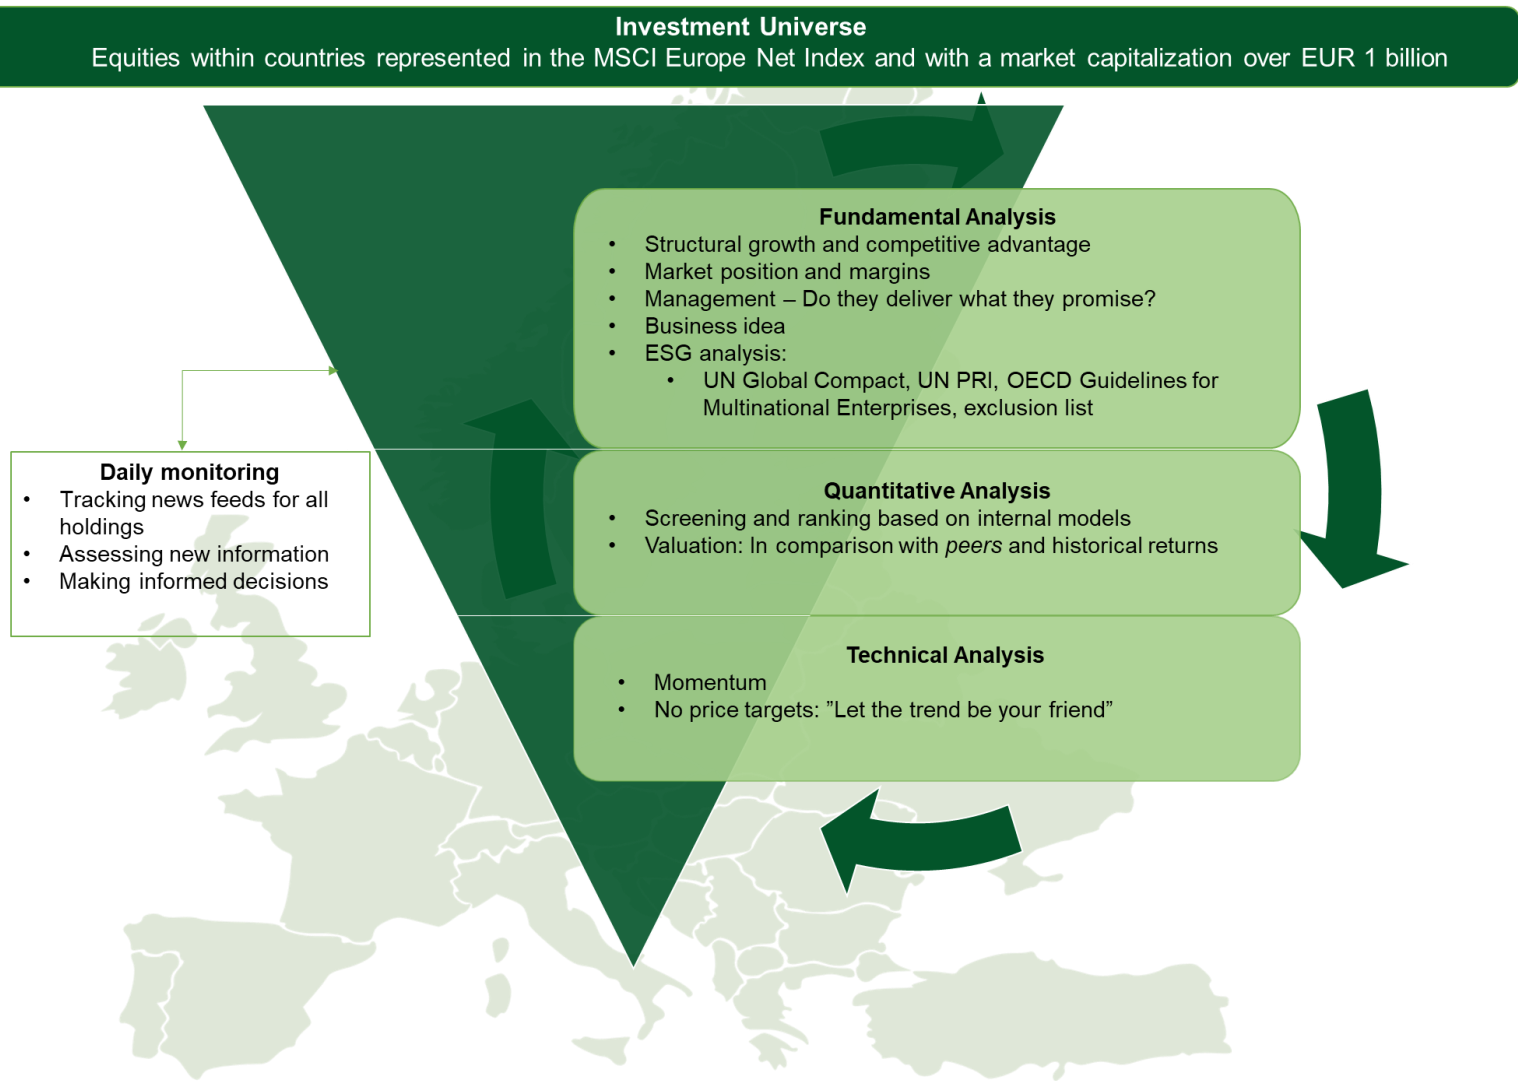 Investment Universe
Equities within countries represented in the MSCI Europe Net Index and with a market capitalization over EUR 1 billion
Fundamental Analysis
• Structural growth and competitive advantage
• Market position and margins
• Management – Do they deliver what they promise?
• Business idea
• ESG analysis:
• UN Global Compact, UN PRI, OECD Guidelines for
Multinational Enterprises, exclusion list
Daily monitoring
• Tracking news feeds for all
holdings
• Assessing new information
• Making informed decisions
Quantitative Analysis
• Screening and ranking based on internal models
• Valuation: In comparison with peers and historical returns
Technical Analysis
• Momentum
• No price targets: ”Let the trend be your friend”